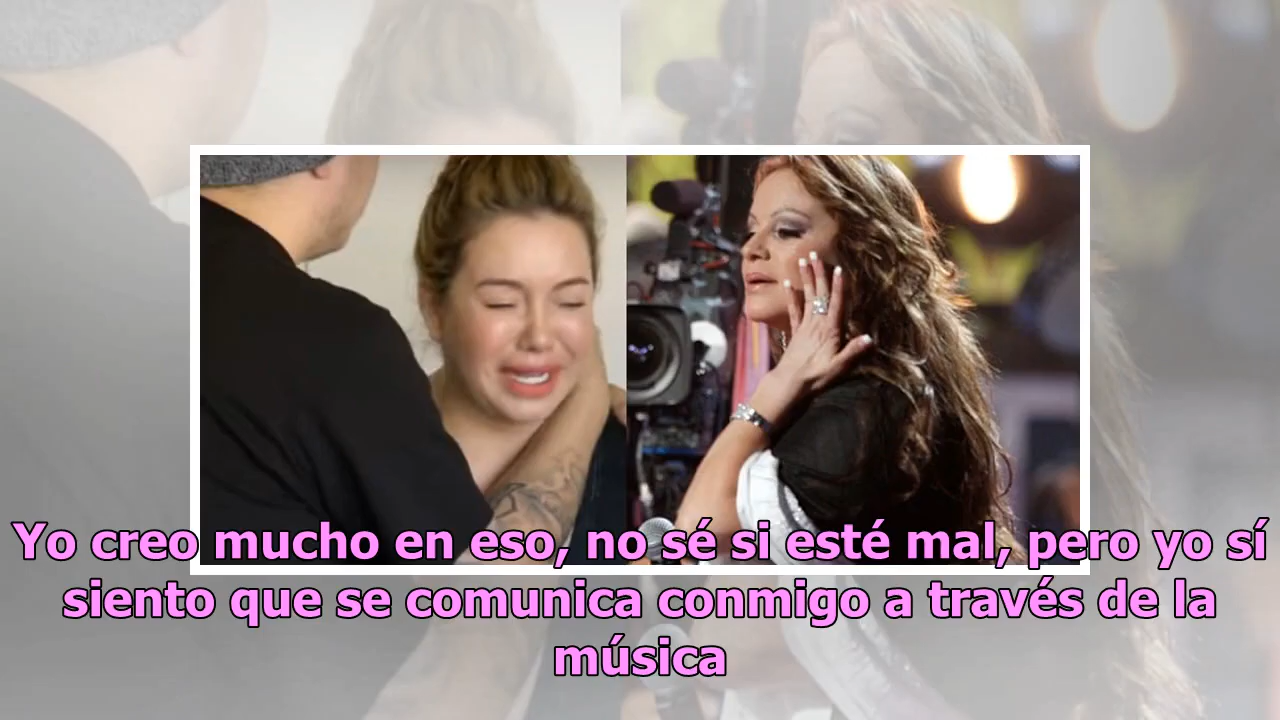 Yo creo mucho en eso, no sé si esté mal, pero yo sí
siento que se comunica conmigo a través de la
música